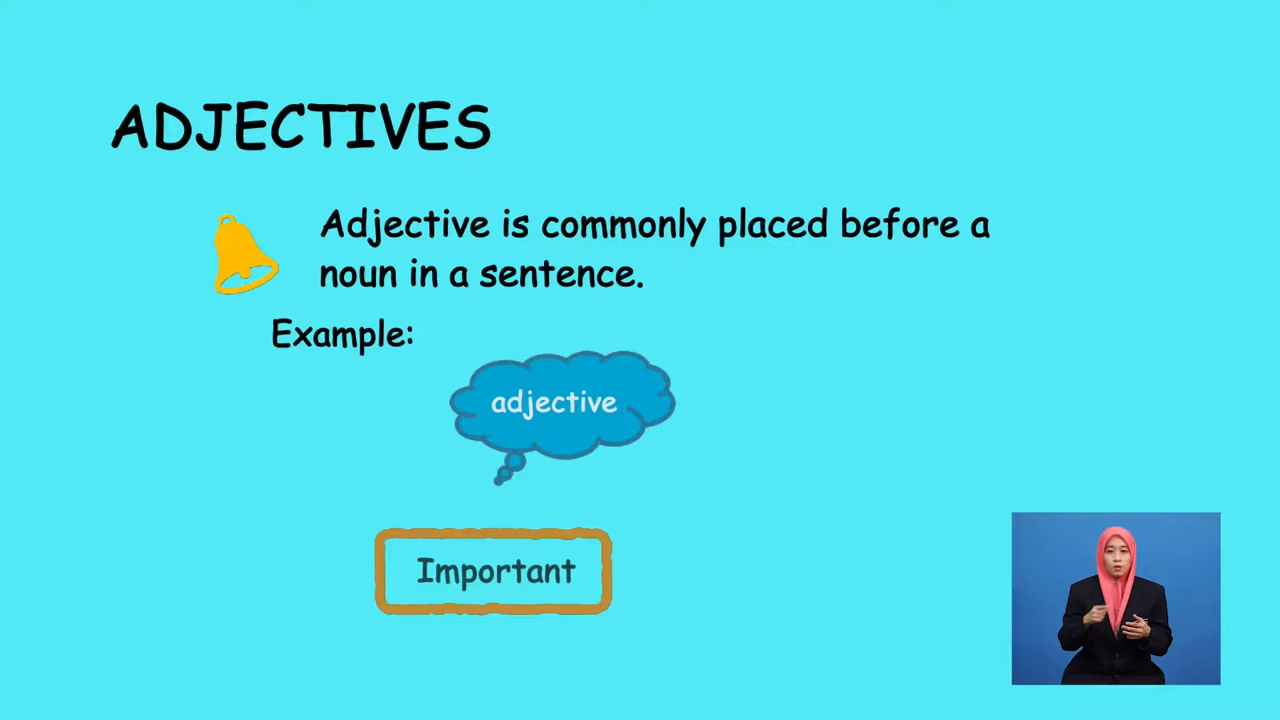 ADJECTIVES
Adjective is commonly placed before a
noun in a sentence.
Example:
adjective
Important